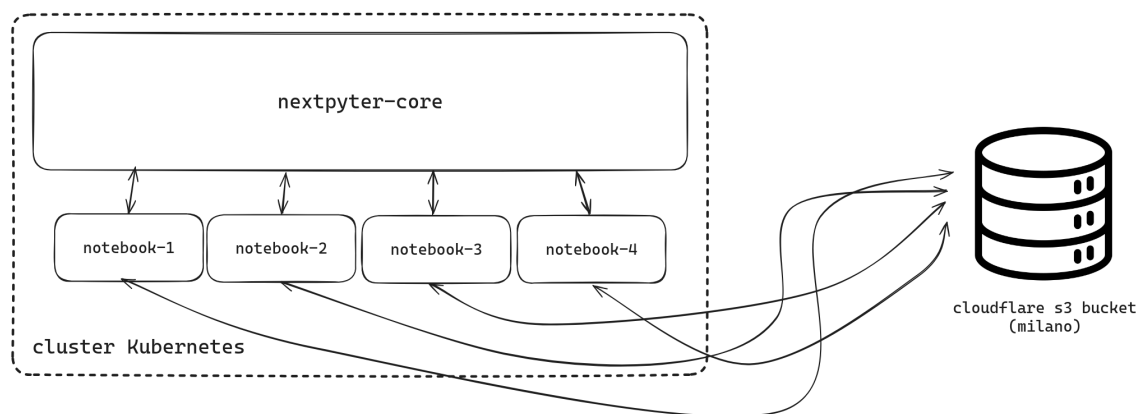 nextpyter-core
notebook-1
notebook-2
notebook-3
notebook-4
cloudflare s3 bucket
(milano)
cluster Kubernetes